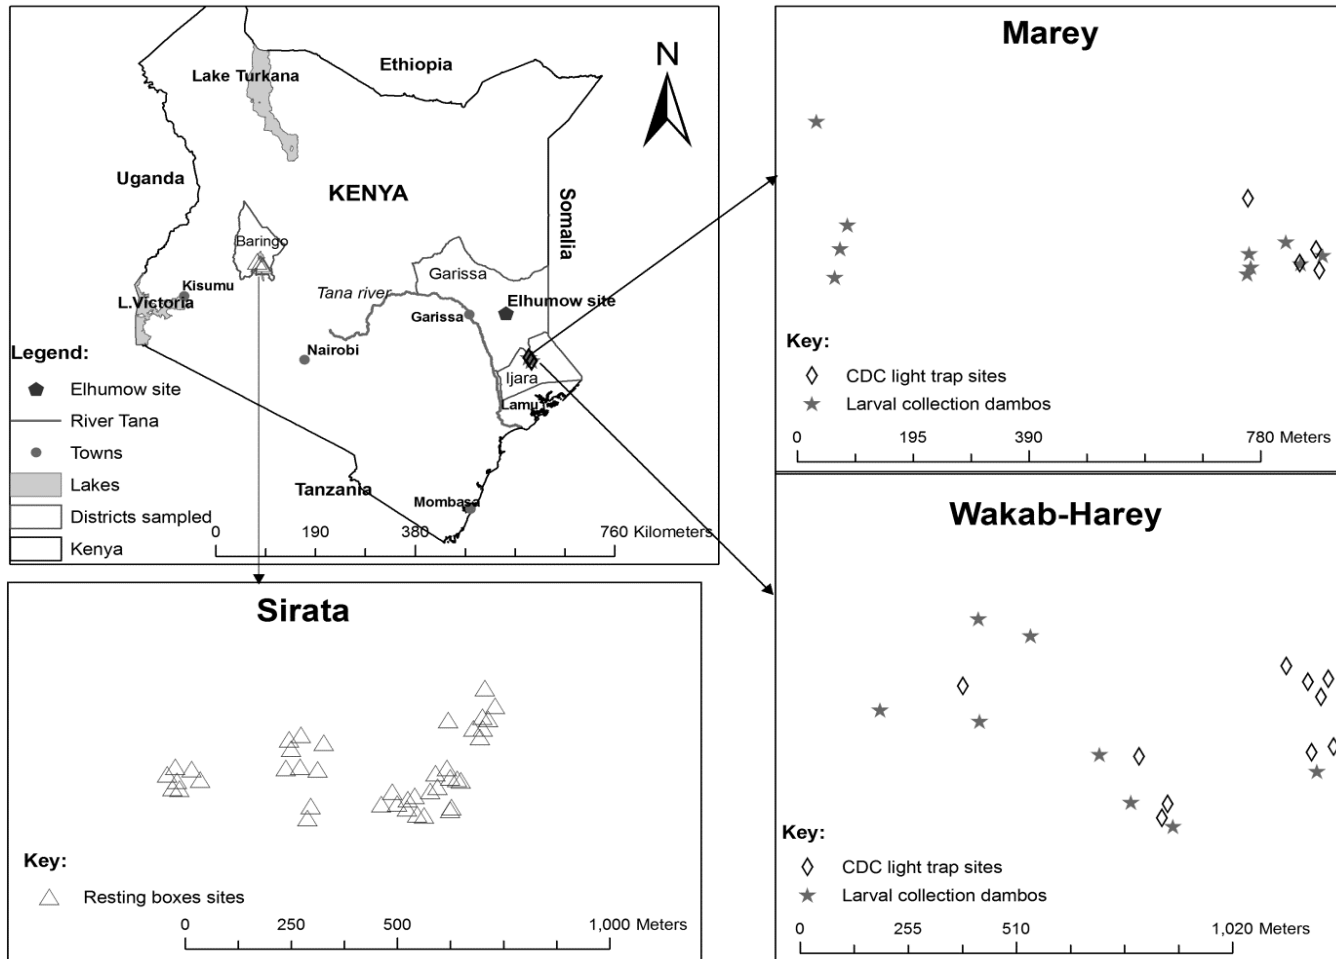 Ethiopia
N
Lake Turkana
Uganda
KENYA
Somalia
Baringo
Garissa
Kisumu
Tana river
Elhumow site
L.Victoria
Garissa
Nairobi
Ijara
Lamu
Tanzania
Mombasa
Legend:
Elhumow site
River Tana
Towns
Lakes
Districts sampled
Kenya
0 190 380 760 Kilometers
Marey
Key:
CDC light trap sites
Larval collection dambos
0 195 390 780 Meters
Wakab-Harey
Key:
CDC light trap sites
Larval collection dambos
0 255 510 1,020 Meters
Sirata
Key:
Resting boxes sites
0 250 500 1,000 Meters